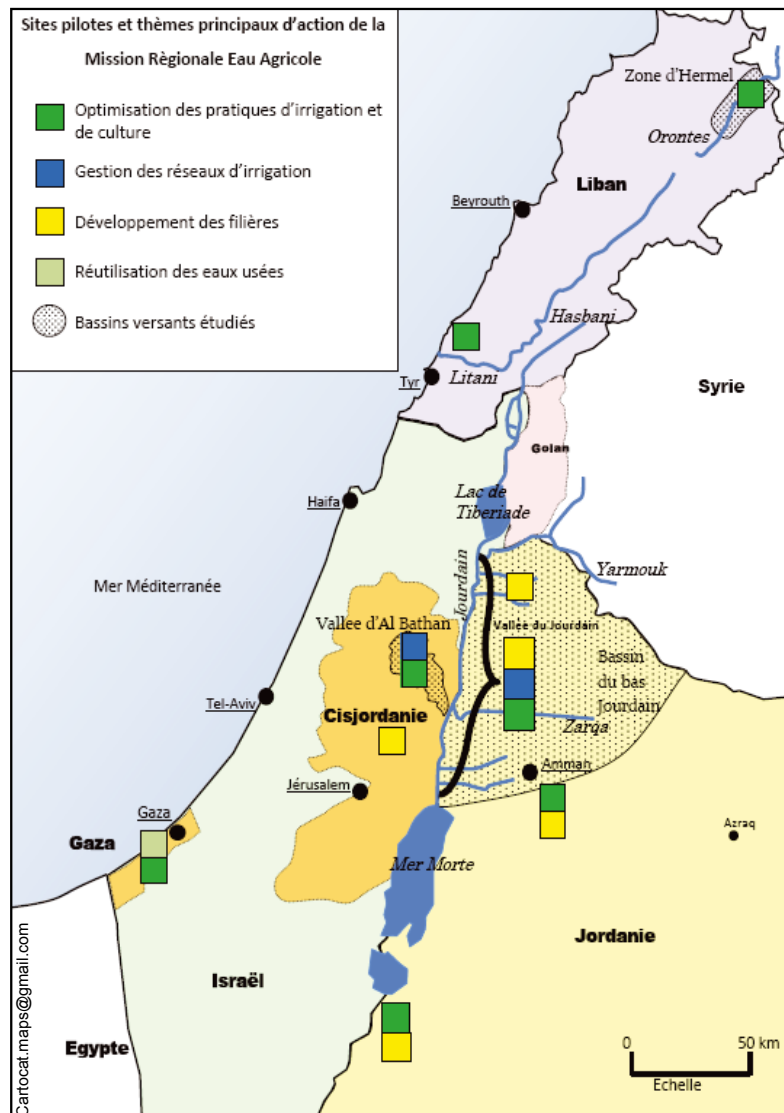 Sites pilotes et thèmes principaux d'action de la
Mission Règionale Eau Agricole
Optimisation des pratiques d'irrigation et
de culture
Gestion des réseaux d'irrigation
Développement des filières
Réutilisation des eaux usées
Bassins versants étudiés
Zone d'Hermel
Orontes
Liban
Beyrouth
Hasbani
Tyr
Litani
Syrie
Golan
Lac de
Tiberiade
Haifa
Yarmouk
Jourdain
Mer Méditerranée
Vallee d'Al Bathan
Vallée du Jourdain
Bassin
du bas
Jourdain
Tel-Aviv
Cisjordanie
Zarqa
Amman
Jérusalem
Gaza
Gaza
Azraq
Mer Morte
Jordanie
Israël
Egypte
0 50 km
Echelle
Cartocat.maps@gmail.com